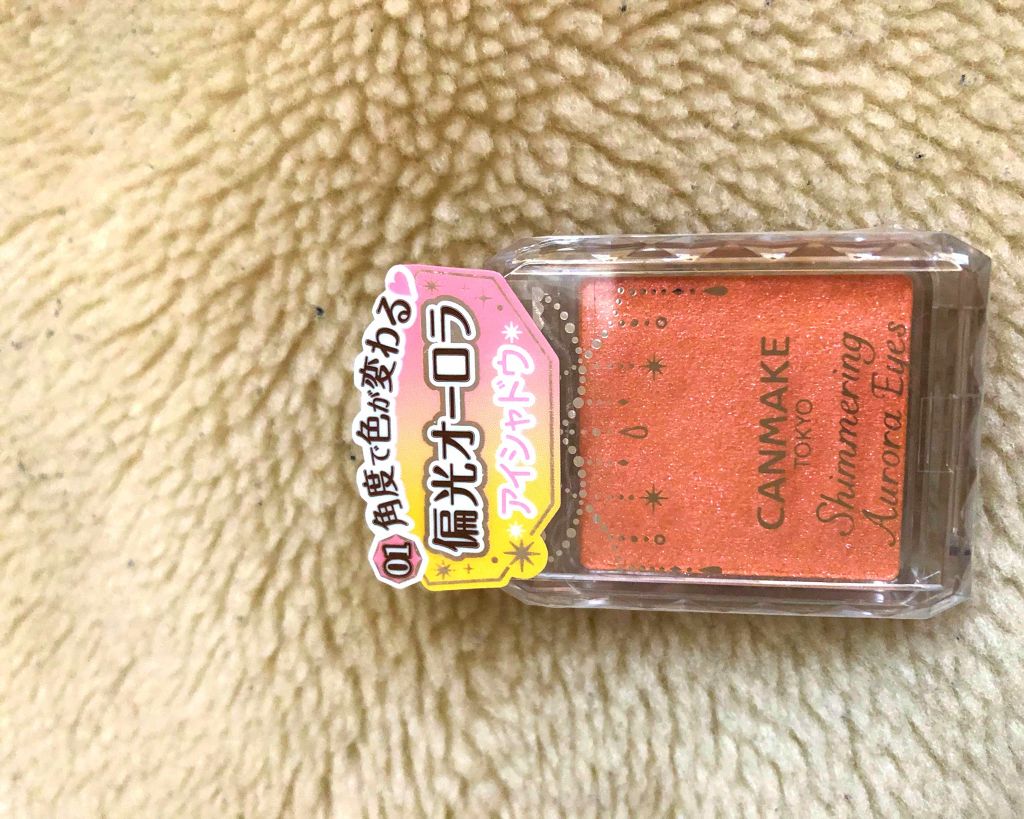 01 角度で色が変わる♥
偏光オーロラ
アイシャドウ
CANMAKE
TOKYO
Shimmering
Aurora Eyes